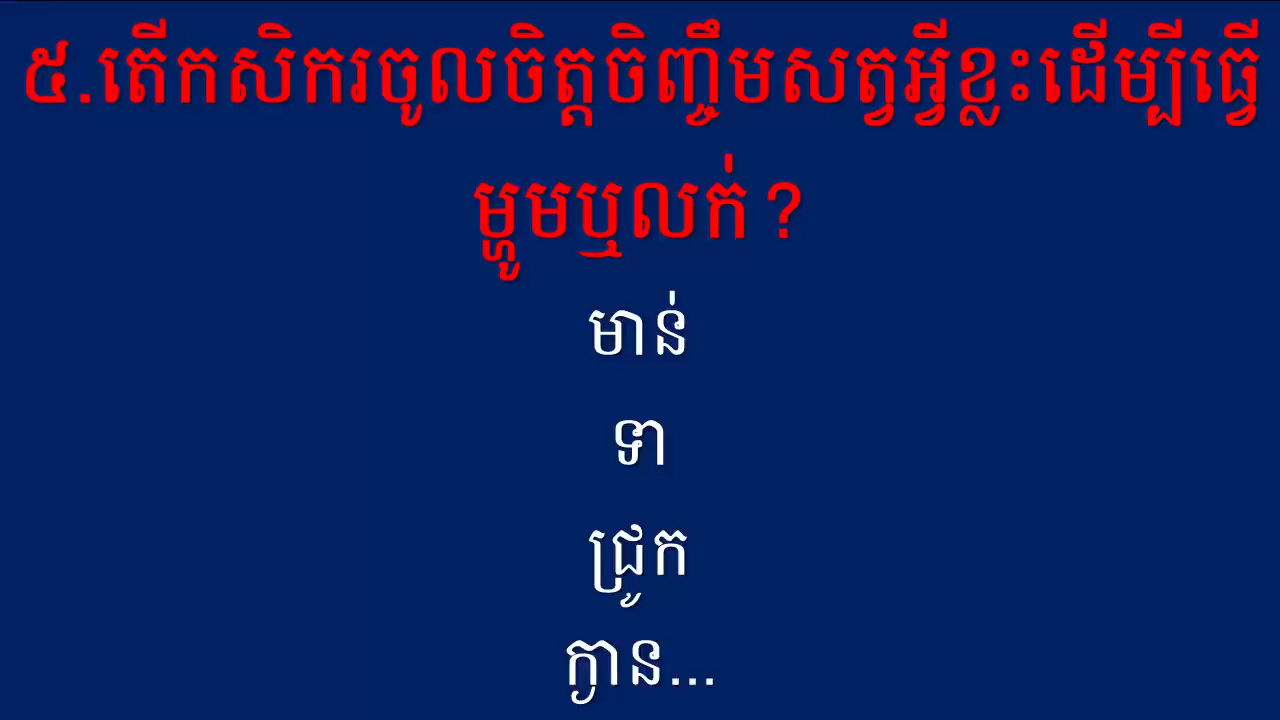 ៥.តើកសិករចូលចិត្តចិញ្ចឹមសត្វអ្វីខ្លះដើម្បីធ្វើ
ម្ហូមឬលក់ ?
មាន់
ទា
ជ្រូក
ក្ងាន...